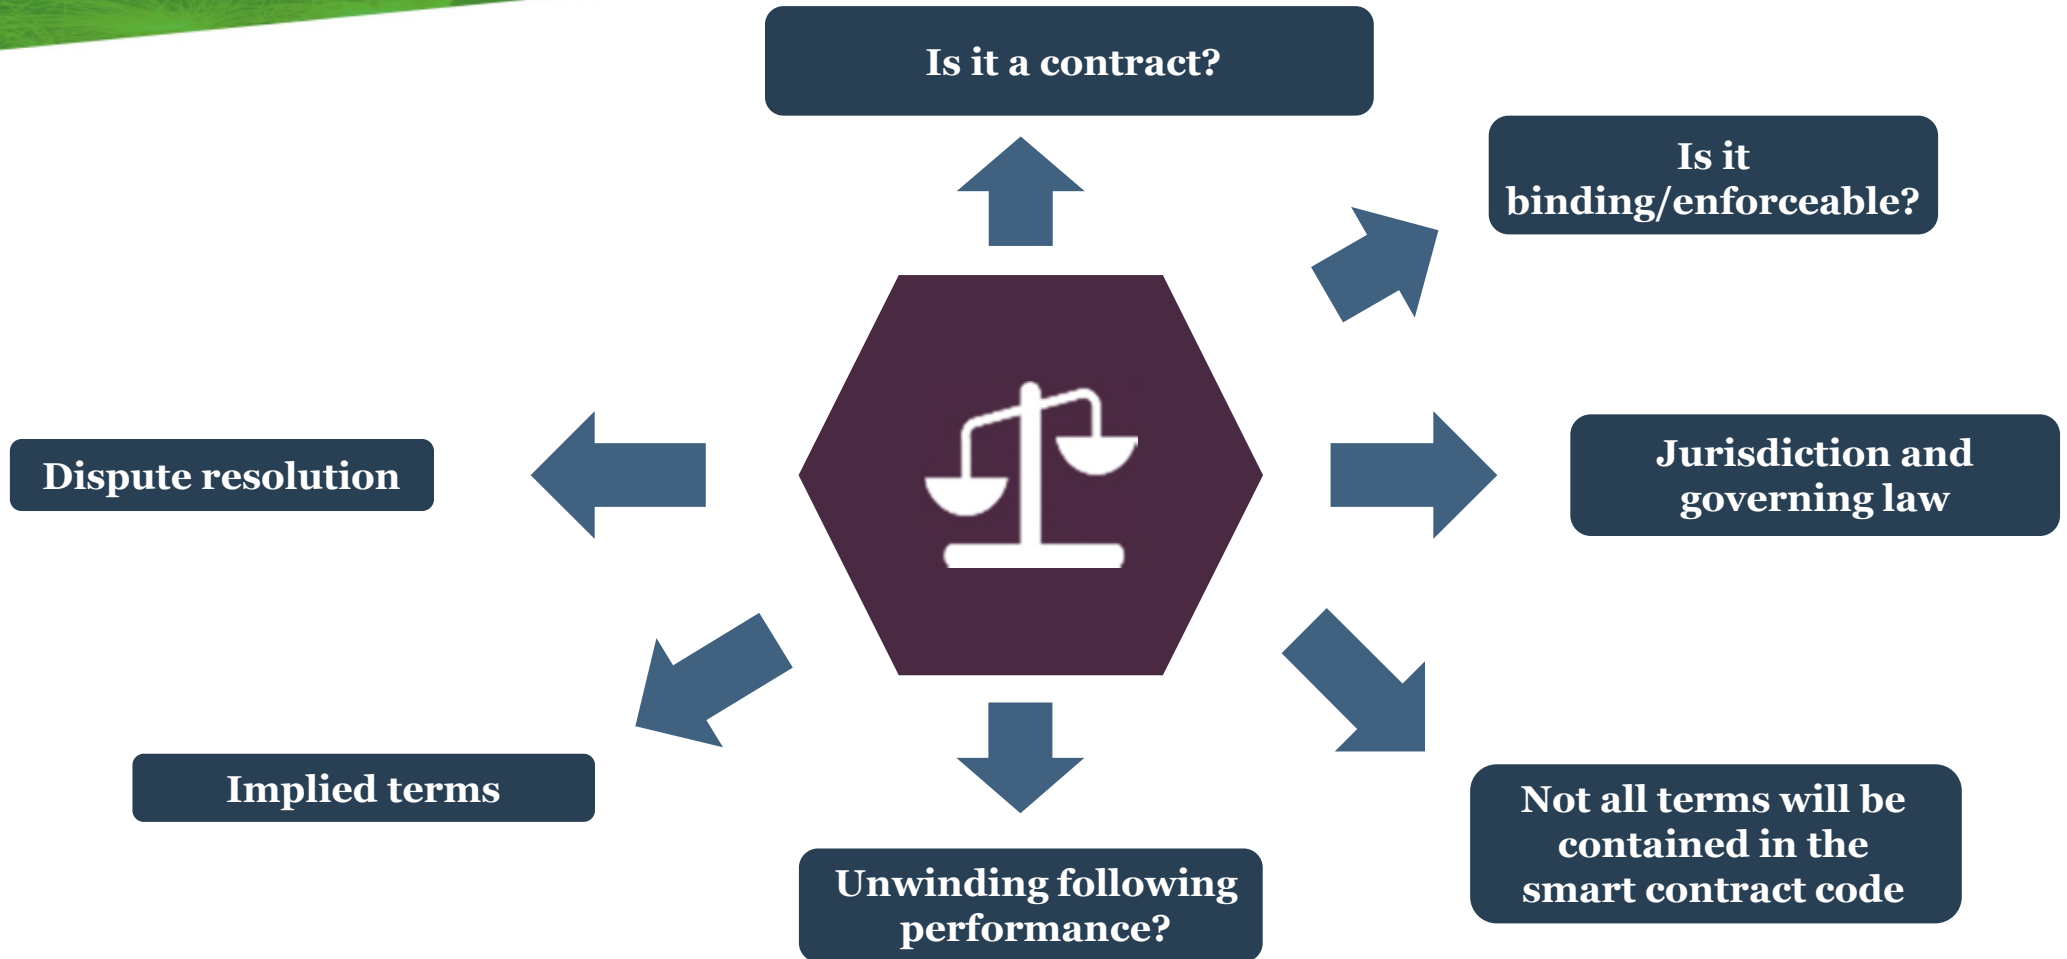 Is it a contract?
Is it
binding/enforceable?
Jurisdiction and
governing law
Not all terms will be
contained in the
smart contract code
Unwinding following
performance?
Implied terms
Dispute resolution